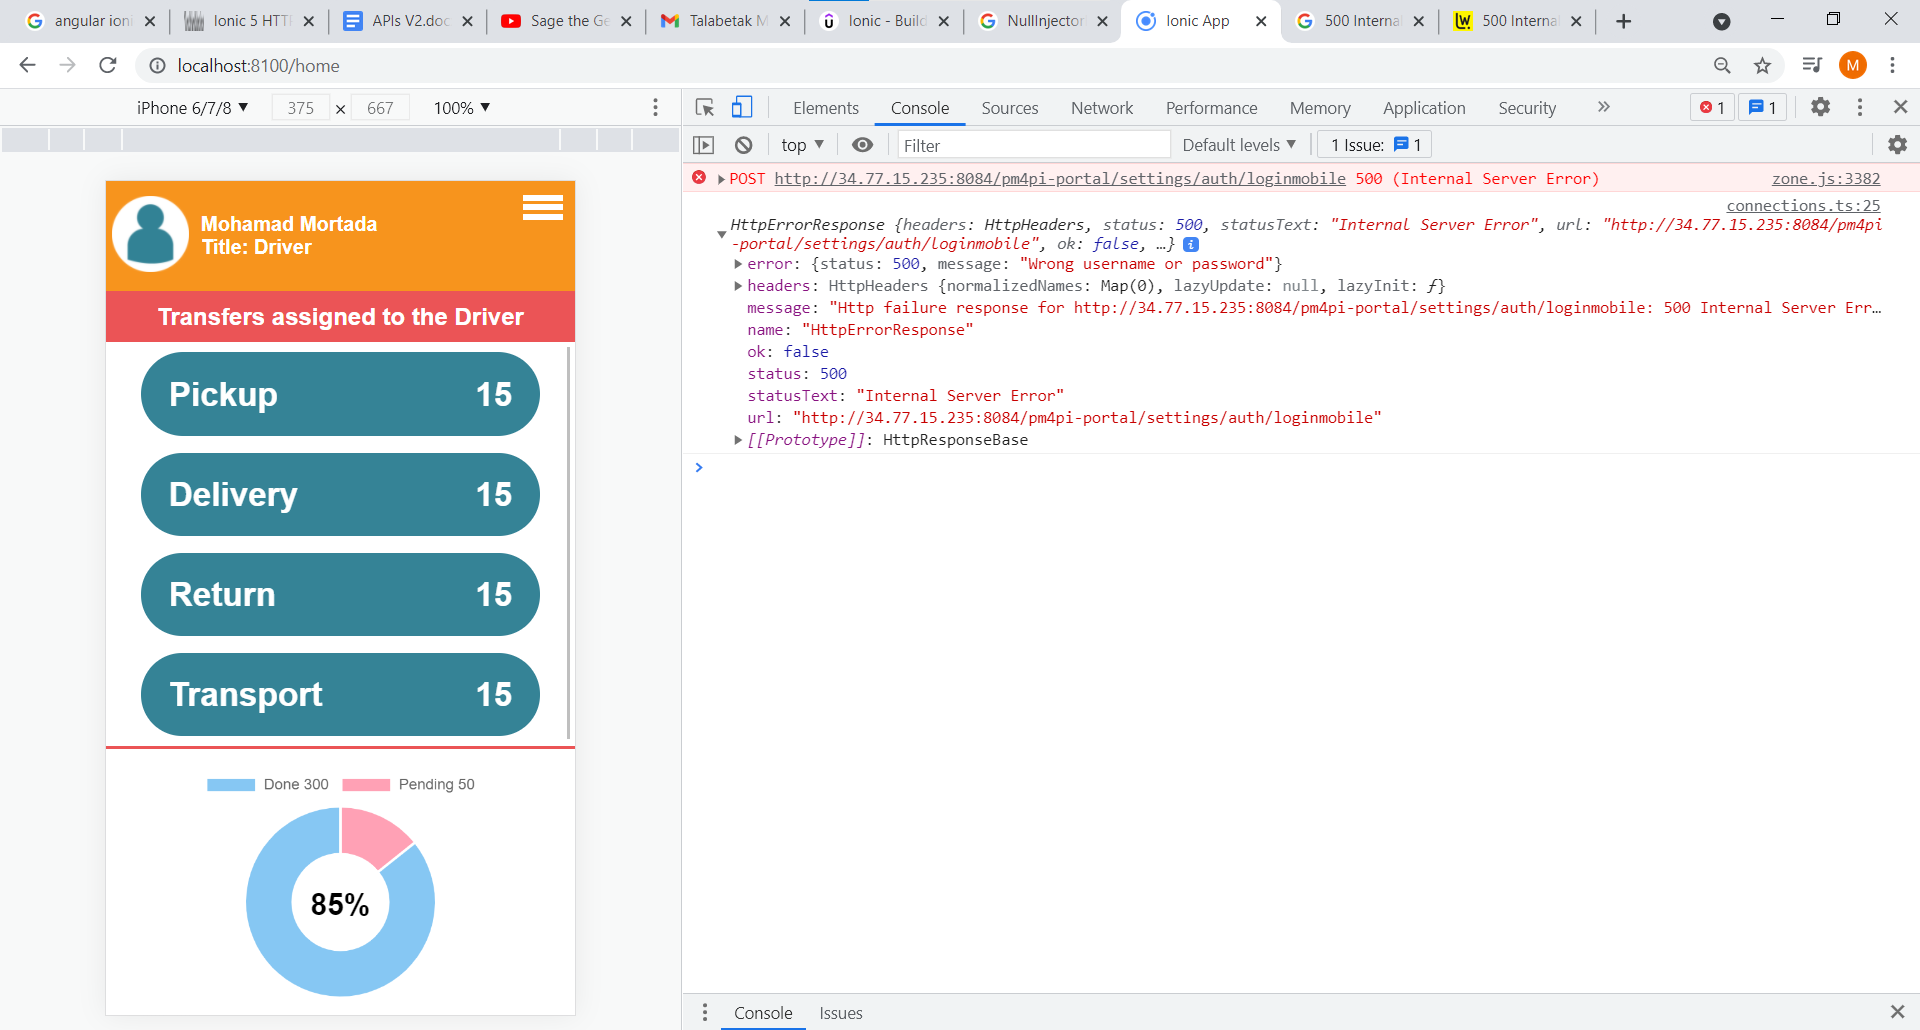 angular ioni
Ionic 5 HTTI
APIs V2.doc
Sage the Ge
Talabetak M
Ionic - Build
NullInjector
Ionic App
500 Interna
500 Interna
localhost:8100/home
M
iPhone 6/7/8 ▼ 375 × 667 100% ▼
Elements Console Sources Network Performance Memory Application Security » 1 1
top ▼ Filter Default levels ▼ 1 Issue: 1
Mohamad Mortada
Title: Driver
Transfers assigned to the Driver
Pickup 15
Delivery 15
Return 15
Transport 15
Done 300 Pending 50
85%
POST http://34.77.15.235:8084/pm4pi-portal/settings/auth/loginmobile 500 (Internal Server Error) zone.js:3382
connections.ts:25
HttpErrorResponse {headers: HttpHeaders, status: 500, statusText: "Internal Server Error", url: "http://34.77.15.235:8084/pm4pi
-portal/settings/auth/loginmobile", ok: false, …} i
error: {status: 500, message: "Wrong username or password"}
headers: HttpHeaders {normalizedNames: Map(0), lazyUpdate: null, lazyInit: ƒ}
message: "Http failure response for http://34.77.15.235:8084/pm4pi-portal/settings/auth/loginmobile: 500 Internal Server Err…
name: "HttpErrorResponse"
ok: false
status: 500
statusText: "Internal Server Error"
url: "http://34.77.15.235:8084/pm4pi-portal/settings/auth/loginmobile"
[[Prototype]]: HttpResponseBase
Console Issues